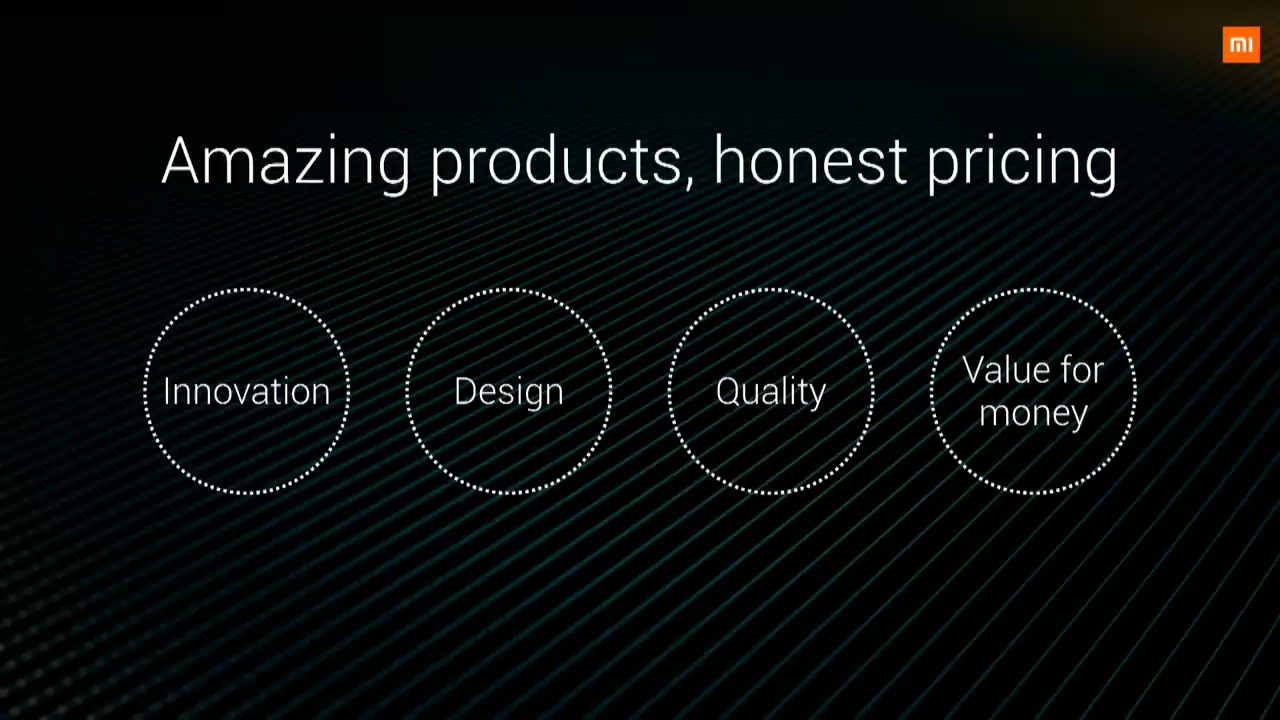 mi
Amazing products, honest pricing
Innovation
Design
Quality
Value for
money